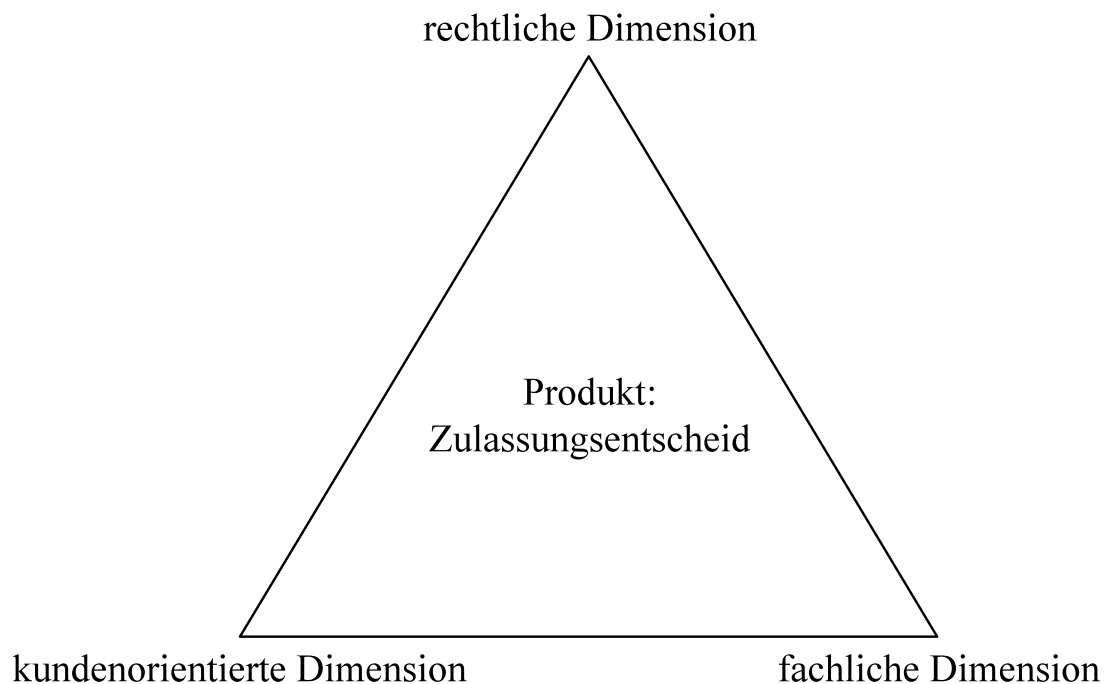 rechtliche Dimension
Produkt:
Zulassungsentscheid
kundenorientierte Dimension
fachliche Dimension